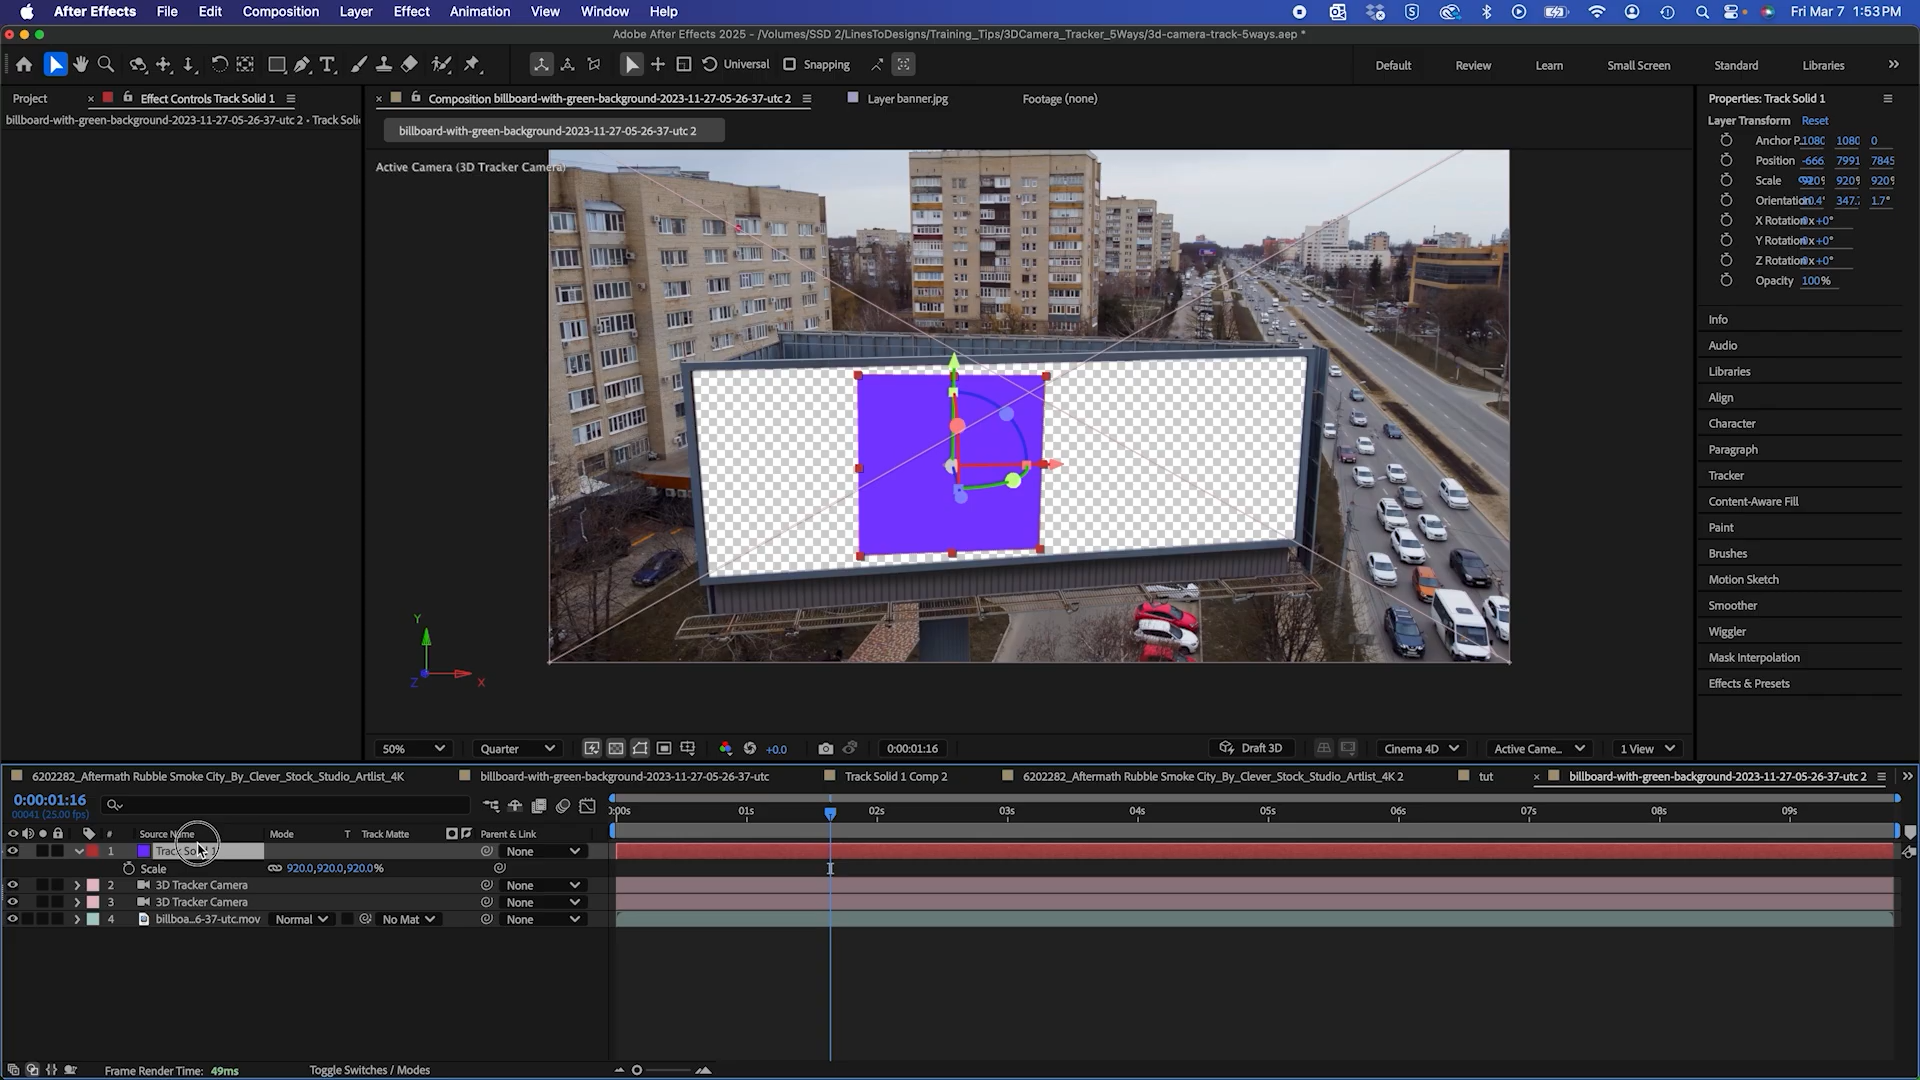 After Effects File Edit Composition Layer Effect Animation View Window Help Fri Mar 7 1:53 PM
Adobe After Effects 2025 - /Volumes/SSD 2/LinesToDesigns/Training_Tips/3DCamera_Tracker_5Ways/3d-camera-track-5ways.aep *
Universal Snapping Default Review Learn Small Screen Standard Libraries
Project Effect Controls Track Solid 1 Composition billboard-with-green-background-2023-11-27-05-26-37-utc 2 Layer banner.jpg Footage (none) Properties: Track Solid 1
billboard-with-green-background-2023-11-27-05-26-37-utc 2 • Track Soli
billboard-with-green-background-2023-11-27-05-26-37-utc 2
Active Camera (3D Tracker Camera)
Layer Transform Reset
Anchor P 1080 1080 0
Position -666 7991 7845
Scale 920 920 920
Orientation 347. 1.7°
X Rotation x+0°
Y Rotation x+0°
Z Rotation x+0°
Opacity 100%
Info
Audio
Libraries
Align
Character
Paragraph
Tracker
Content-Aware Fill
Paint
Brushes
Motion Sketch
Smoother
Wiggler
Mask Interpolation
Effects & Presets
Y
Z X
50% Quarter +0.0 0:00:01:16 Draft 3D Cinema 4D Active Came... 1 View
6202282_Aftermath Rubble Smoke City_By_Clever_Stock_Studio_Artlist_4K billboard-with-green-background-2023-11-27-05-26-37-utc Track Solid 1 Comp 2 6202282_Aftermath Rubble Smoke City_By_Clever_Stock_Studio_Artlist_4K 2 tut billboard-with-green-background-2023-11-27-05-26-37-utc 2
0:00:01:16
00041 (25.00 fps)
:00s 01s 02s 03s 04s 05s 06s 07s 08s 09s
# Source Name Mode T Track Matte Parent & Link
1 Track Solid 1 None
Scale 920.0,920.0,920.0%
2 3D Tracker Camera None
3 3D Tracker Camera None
4 billboa...6-37-utc.mov Normal No Mat None
Frame Render Time: 49ms Toggle Switches / Modes